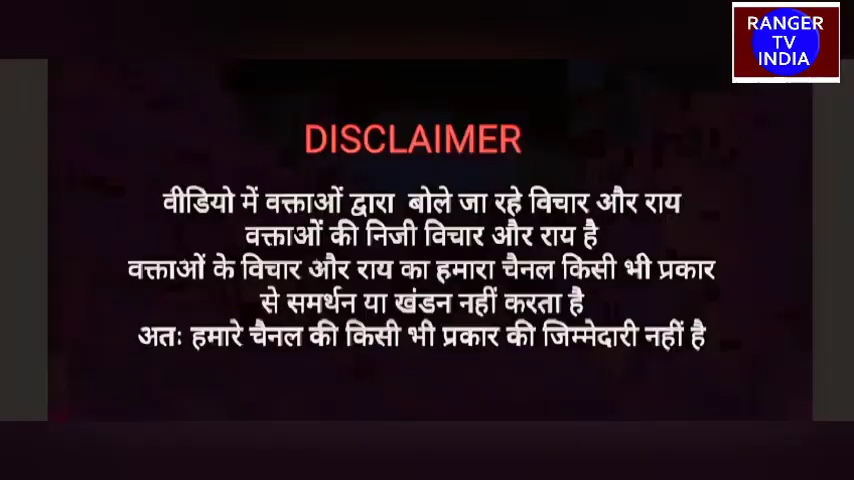 RANGER
TV
INDIA
DISCLAIMER
वीडियो में वक्ताओं द्वारा बोले जा रहे विचार और राय
वक्ताओं की निजी विचार और राय है
वक्ताओं के विचार और राय का हमारा चैनल किसी भी प्रकार
से समर्थन या खंडन नहीं करता है
अतः हमारे चैनल की किसी भी प्रकार की जिम्मेदारी नहीं है